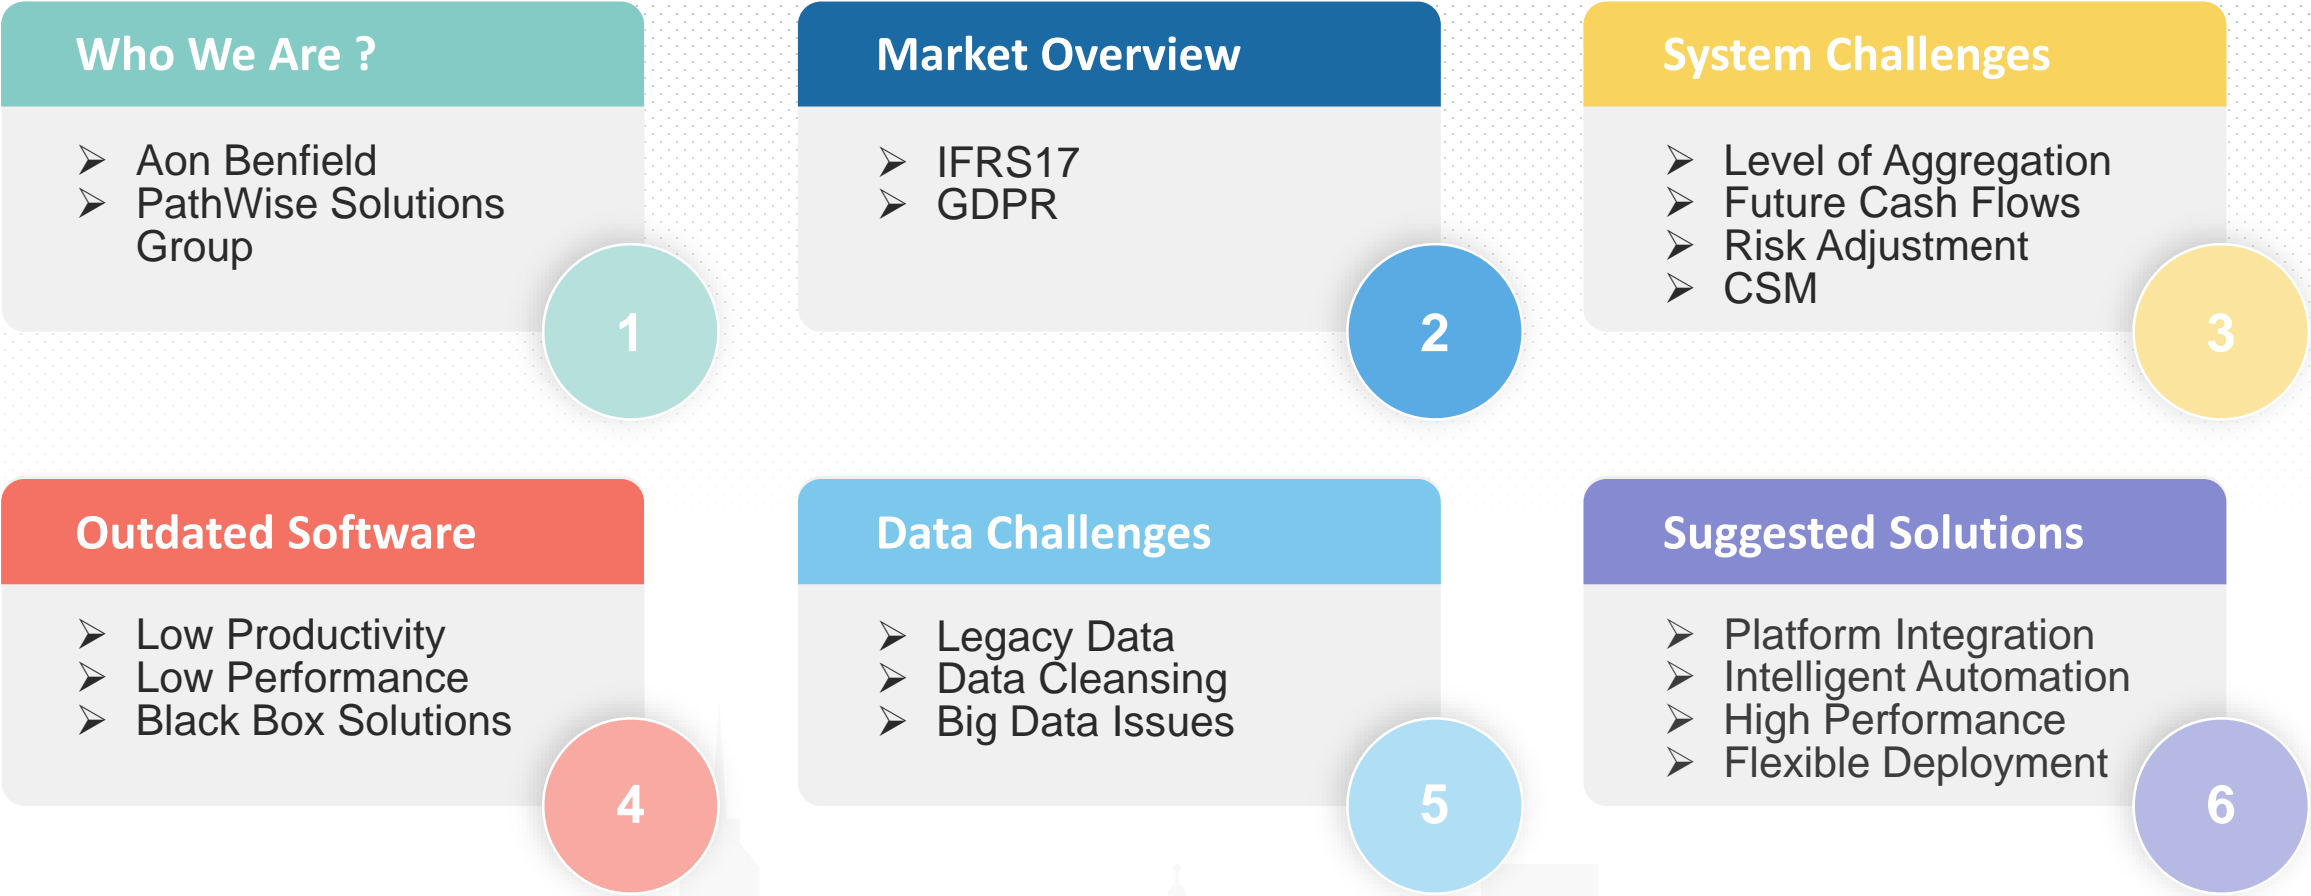 Who We Are ?
➢ Aon Benfield
➢ PathWise Solutions
Group
1
Market Overview
➢ IFRS17
➢ GDPR
2
System Challenges
➢ Level of Aggregation
➢ Future Cash Flows
➢ Risk Adjustment
➢ CSM
3
Outdated Software
➢ Low Productivity
➢ Low Performance
➢ Black Box Solutions
4
Data Challenges
➢ Legacy Data
➢ Data Cleansing
➢ Big Data Issues
5
Suggested Solutions
➢ Platform Integration
➢ Intelligent Automation
➢ High Performance
➢ Flexible Deployment
6